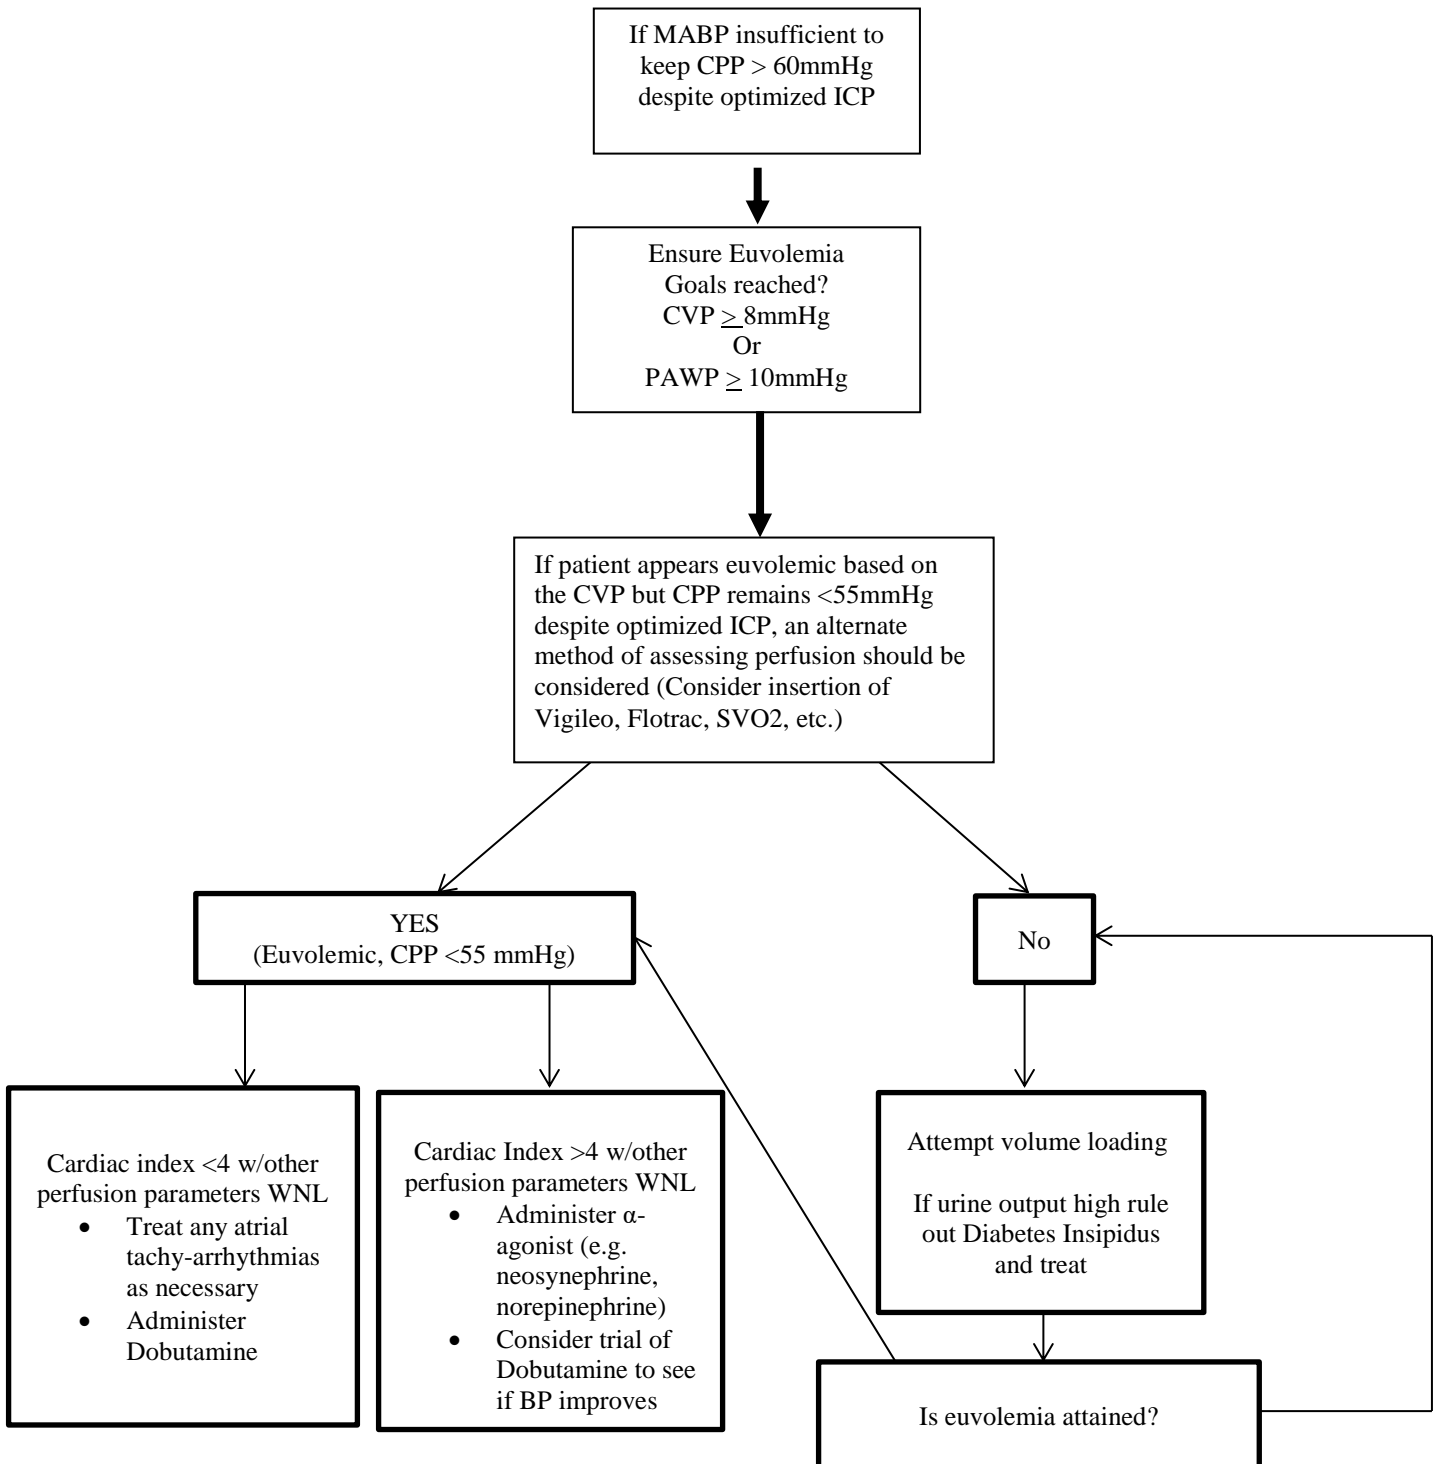 If MABP insufficient to
keep CPP > 60mmHg
despite optimized ICP
Ensure Euvolemia
Goals reached?
CVP ≥ 8mmHg
Or
PAWP ≥ 10mmHg
If patient appears euvolemic based on
the CVP but CPP remains <55mmHg
despite optimized ICP, an alternate
method of assessing perfusion should be
considered (Consider insertion of
Vigileo, Flotrac, SVO2, etc.)
YES
(Euvolemic, CPP <55 mmHg)
No
Cardiac index <4 w/other
perfusion parameters WNL
• Treat any atrial
tachy-arrhythmias
as necessary
• Administer
Dobutamine
Cardiac Index >4 w/other
perfusion parameters WNL
• Administer α-
agonist (e.g.
neosynephrine,
norepinephrine)
• Consider trial of
Dobutamine to see
if BP improves
Attempt volume loading
If urine output high rule
out Diabetes Insipidus
and treat
Is euvolemia attained?